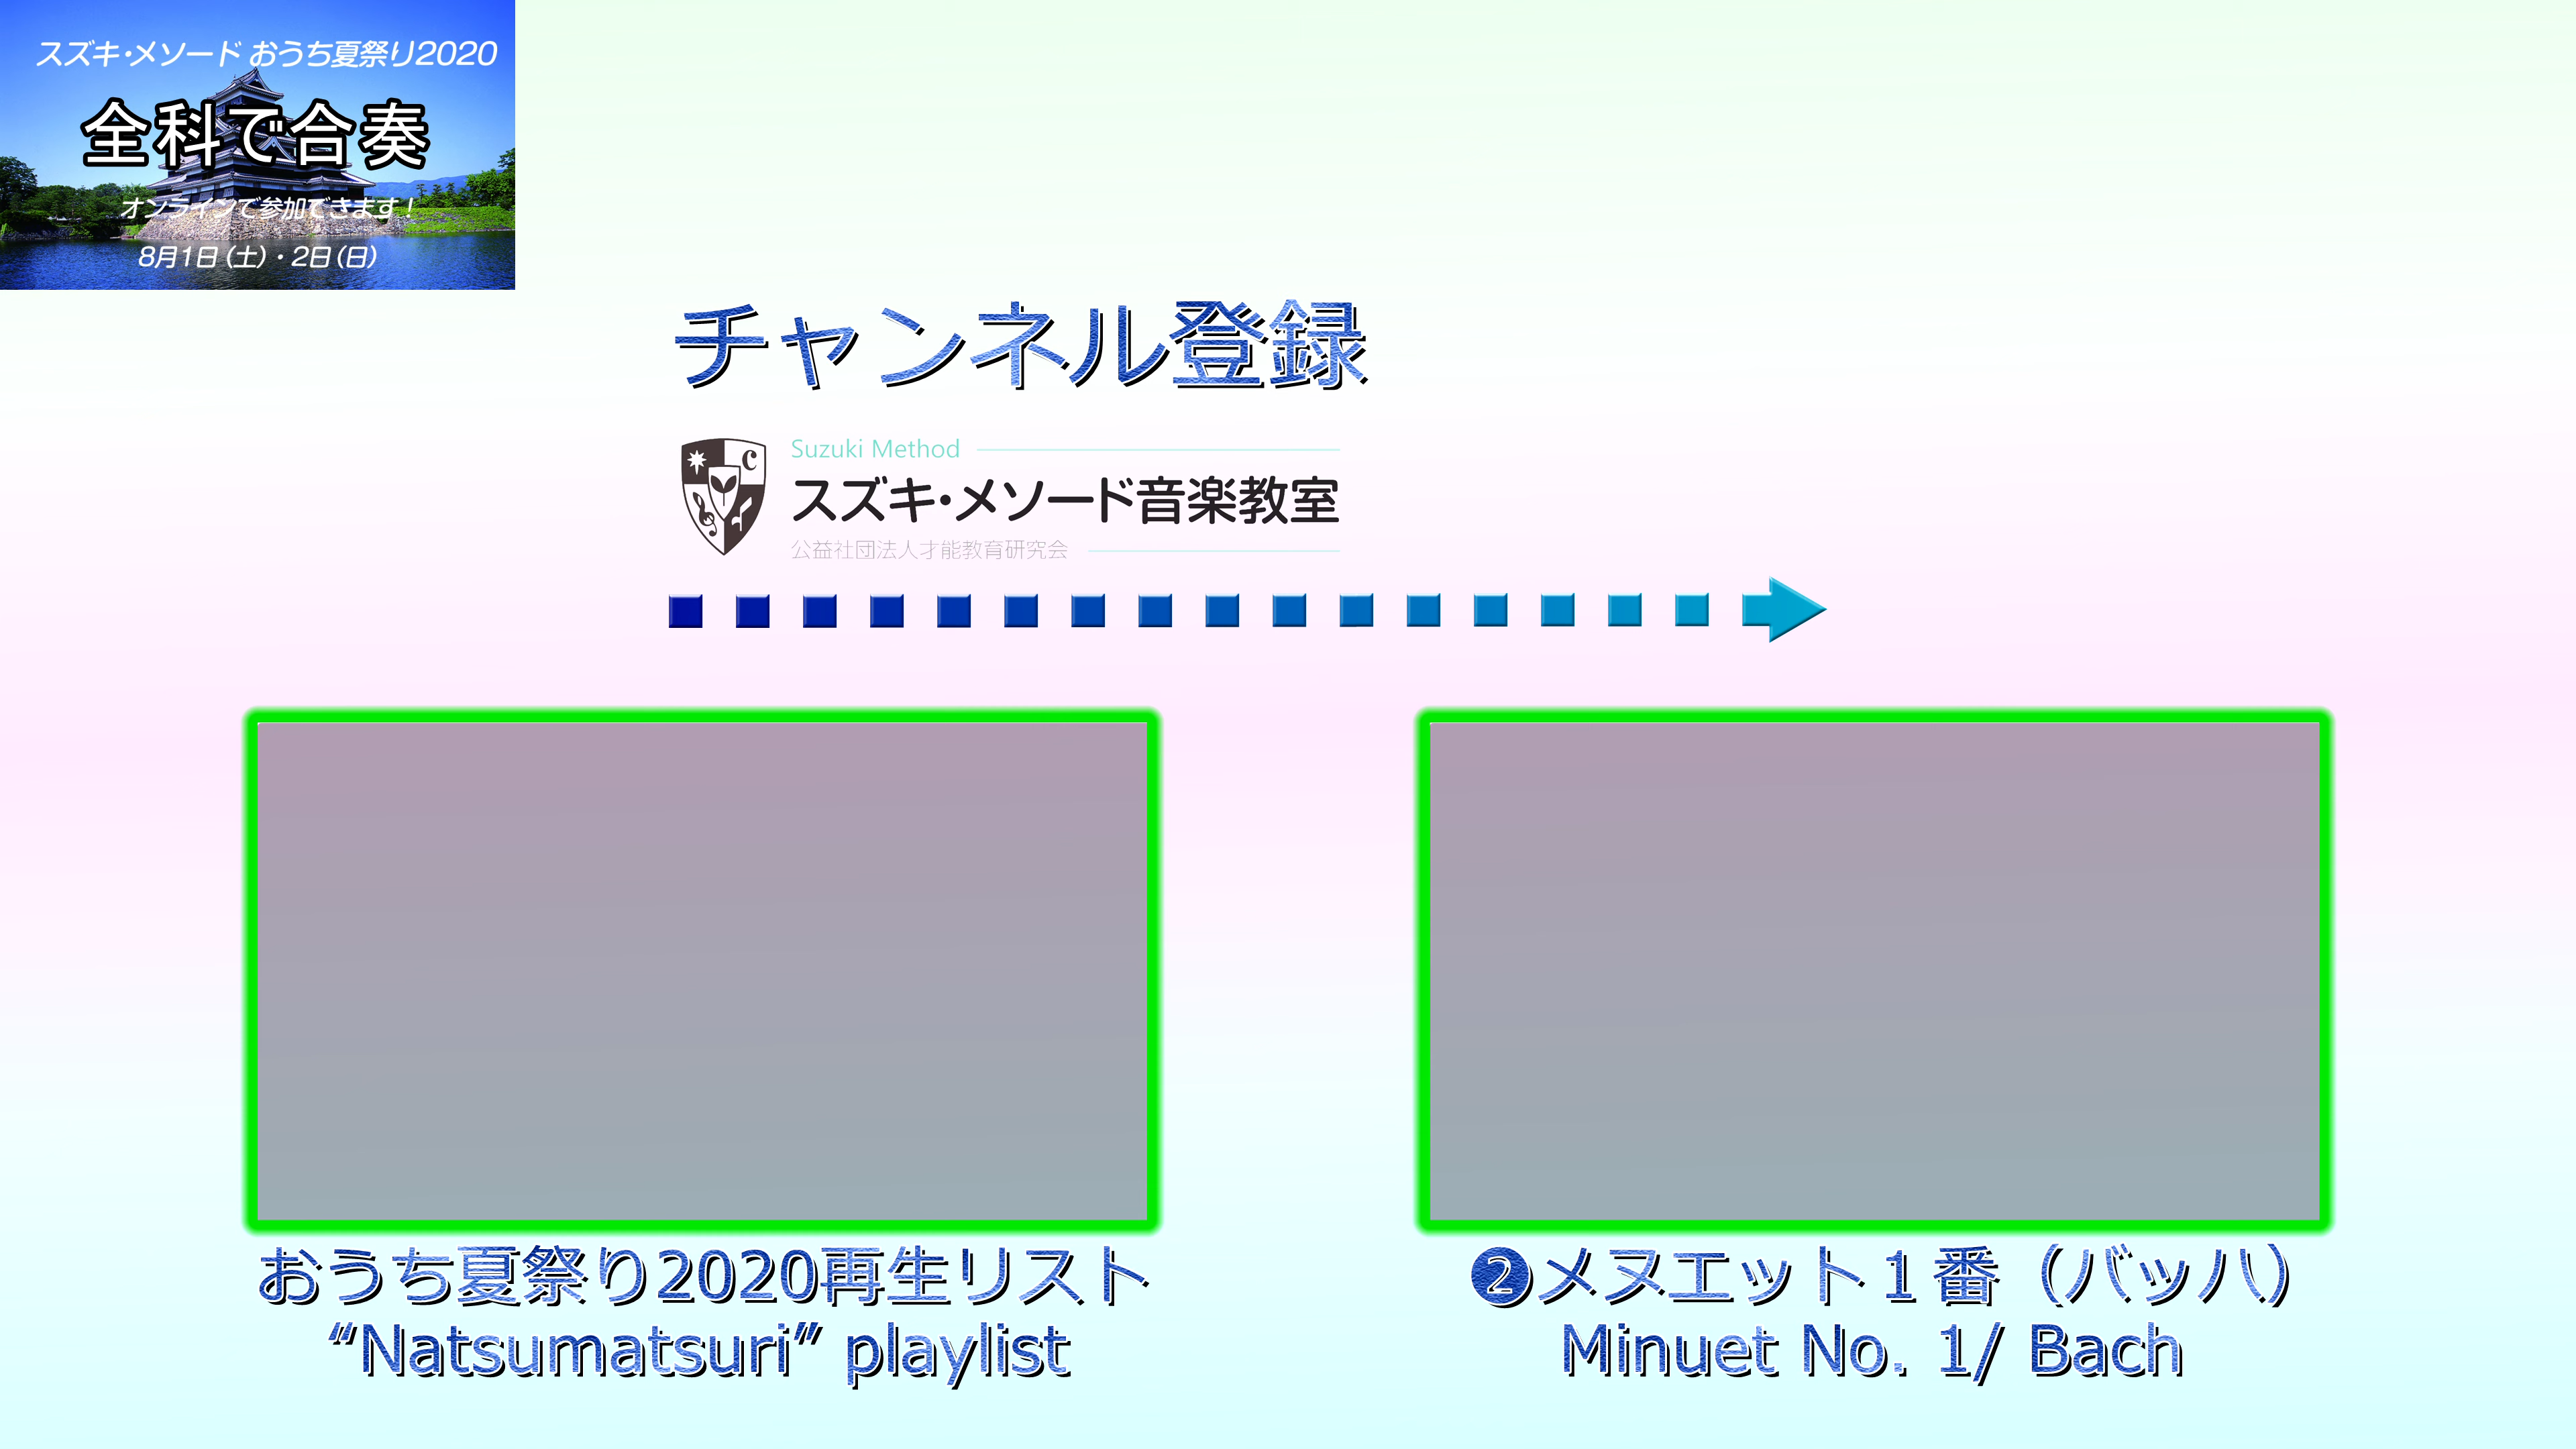 スズキ・メソード おうち夏祭り2020
全科で合奏
オンラインで参加できます！
8月1日（土）・2日（日）
チャンネル登録
C
Suzuki Method
スズキ・メソード音楽教室
公益社団法人才能教育研究会
おうち夏祭り2020再生リスト
“Natsumatsuri” playlist
❷メヌエット１番（バッハ）
Minuet No. 1/ Bach